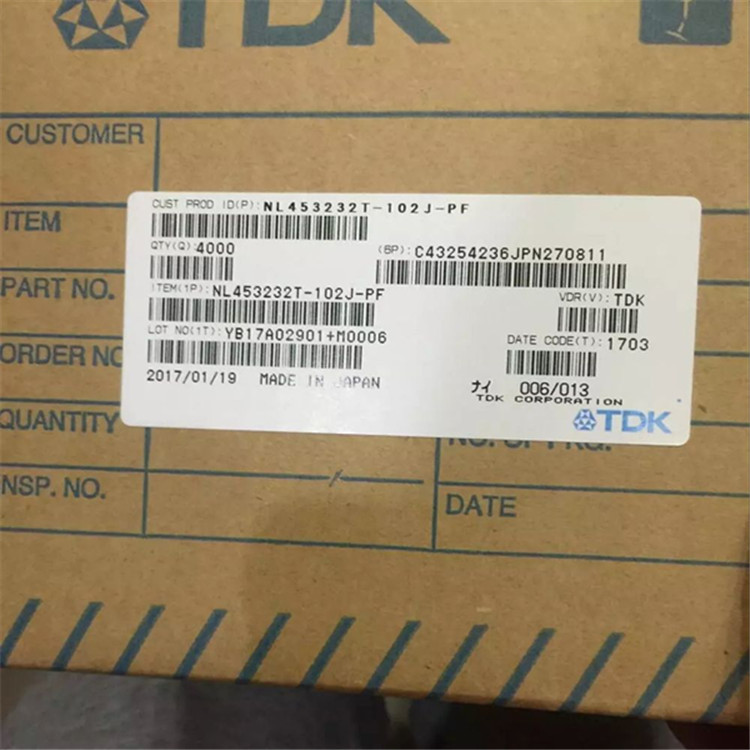 TDK
CUSTOMER
CUST PROD ID(P): NL453232T-102J-PF
ITEM
QTY(Q): 4000
(6P): C43254236JPN270811
PART NO.
ITEM(1P): NL453232T-102J-PF
VDR(V): TDK
LOT NO(1T): YB17A02901+M0006
DATE CODE(T): 1703
ORDER NO
2017/01/19 MADE IN JAPAN
ナイ 006/013
TDK CORPORATION
TDK
QUANTITY
NSP. NO.
DATE